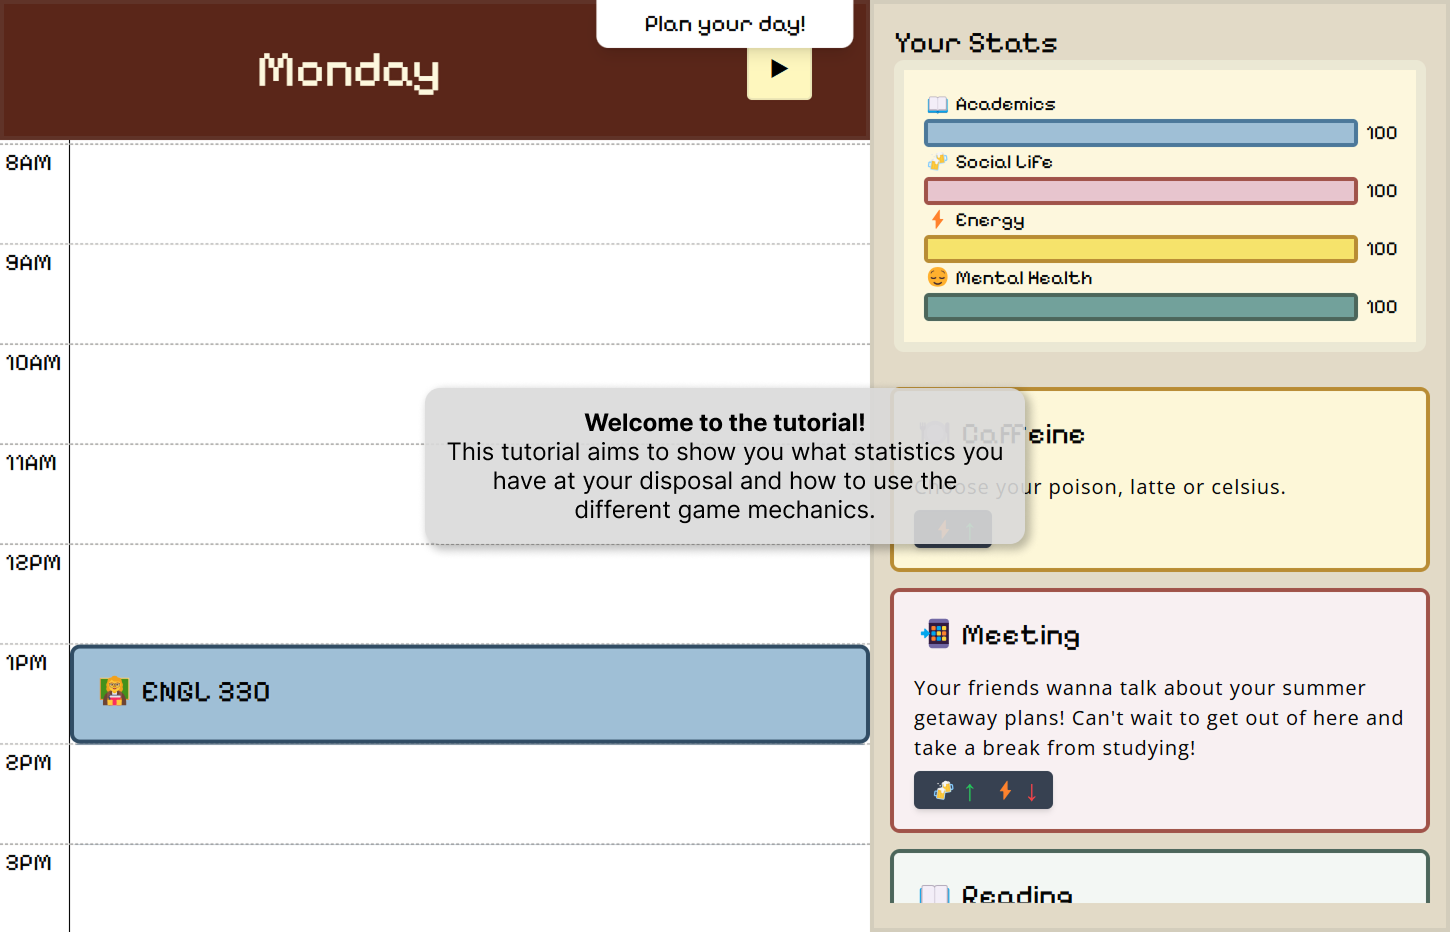 Plan your day!
Monday
Your Stats
Academics
100
Social Life
100
Energy
100
Mental Health
100
8AM
9AM
10AM
11AM
12PM
1PM
ENGL 330
2PM
3PM
Welcome to the tutorial!
This tutorial aims to show you what statistics you
have at your disposal and how to use the
different game mechanics.
Caffeine
Choose your poison, latte or celsius.
Meeting
Your friends wanna talk about your summer
getaway plans! Can't wait to get out of here and
take a break from studying!
Reading